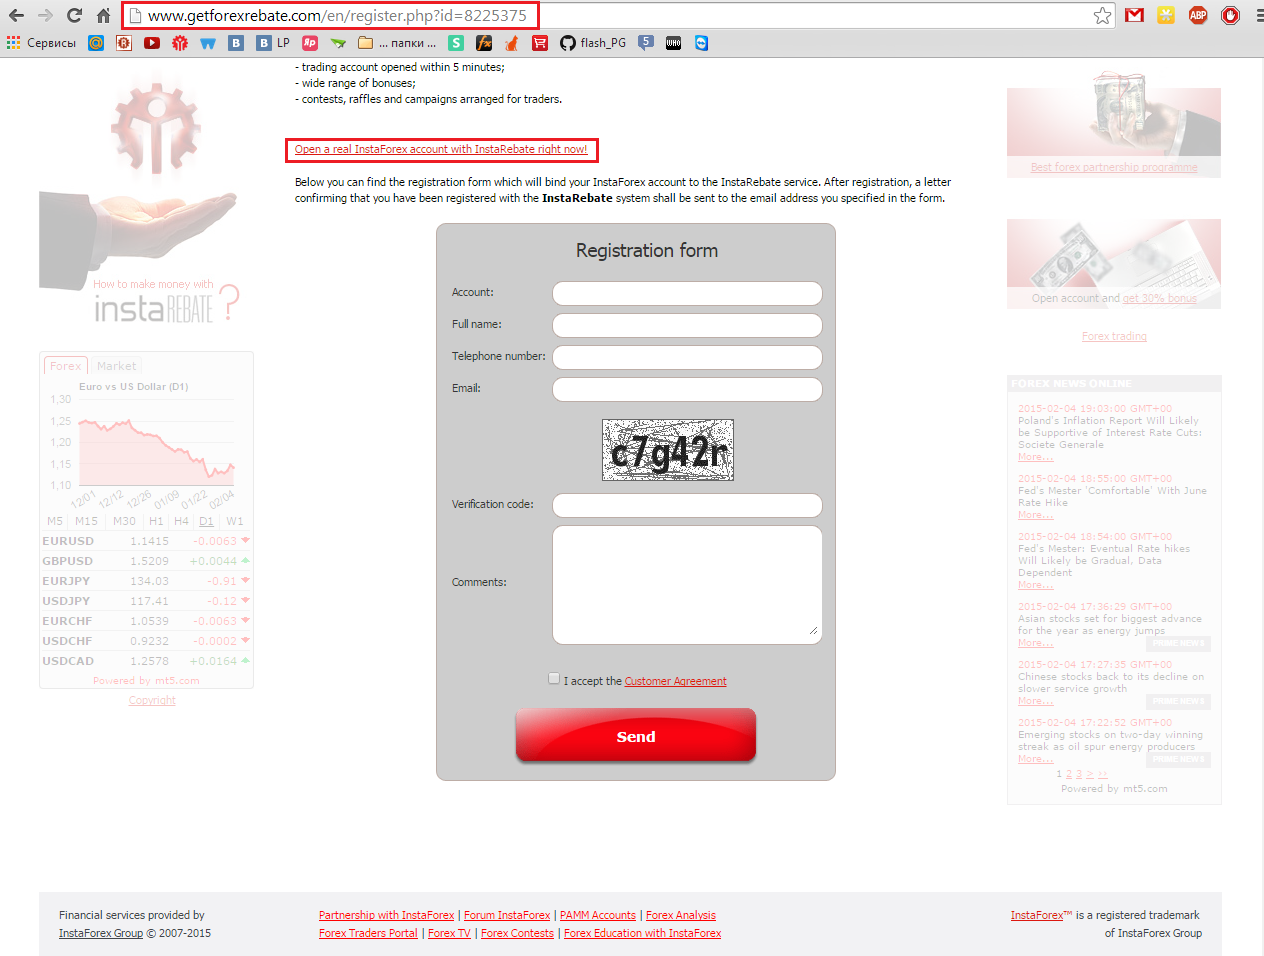 www.getforexrebate.com/en/register.php?id=8225375
Сервисы
LP
... папки ...
flash_PG
5
WHO
- trading account opened within 5 minutes;
- wide range of bonuses;
- contests, raffles and campaigns arranged for traders.
Open a real InstaForex account with InstaRebate right now!
Below you can find the registration form which will bind your InstaForex account to the InstaRebate service. After registration, a letter
confirming that you have been registered with the InstaRebate system shall be sent to the email address you specified in the form.
How to make money with
instaREBATE?
Forex Market
Euro vs US Dollar (D1)
1,30
1,25
1,20
1,15
1,10
12/01 12/12 12/26 01/09 01/22 02/04
M5 M15 M30 H1 H4 D1 W1
EURUSD 1.1415 -0.0063
GBPUSD 1.5209 +0.0044
EURJPY 134.03 -0.91
USDJPY 117.41 -0.12
EURCHF 1.0539 -0.0063
USDCHF 0.9232 -0.0002
USDCAD 1.2578 +0.0164
Powered by mt5.com
Copyright
Registration form
Account:
Full name:
Telephone number:
Email:
c7g42r
Verification code:
Comments:
I accept the Customer Agreement
Send
Best forex partnership programme
Open account and get 30% bonus
Forex trading
FOREX NEWS ONLINE
2015-02-04 19:03:00 GMT+00
Poland's Inflation Report Will Likely
be Supportive of Interest Rate Cuts:
Societe Generale
More...
2015-02-04 18:55:00 GMT+00
Fed's Mester 'Comfortable' With June
Rate Hike
More...
2015-02-04 18:54:00 GMT+00
Fed's Mester: Eventual Rate hikes
Will Likely be Gradual, Data
Dependent
More...
2015-02-04 17:36:29 GMT+00
Asian stocks set for biggest advance
for the year as energy jumps
More... PRIME NEWS
2015-02-04 17:27:35 GMT+00
Chinese stocks back to its decline on
slower service growth
More... PRIME NEWS
2015-02-04 17:22:52 GMT+00
Emerging stocks on two-day winning
streak as oil spur energy producers
More... PRIME NEWS
1 2 3 > >>
Powered by mt5.com
Financial services provided by
InstaForex Group © 2007-2015
Partnership with InstaForex | Forum InstaForex | PAMM Accounts | Forex Analysis
Forex Traders Portal | Forex TV | Forex Contests | Forex Education with InstaForex
InstaForex™ is a registered trademark
of InstaForex Group